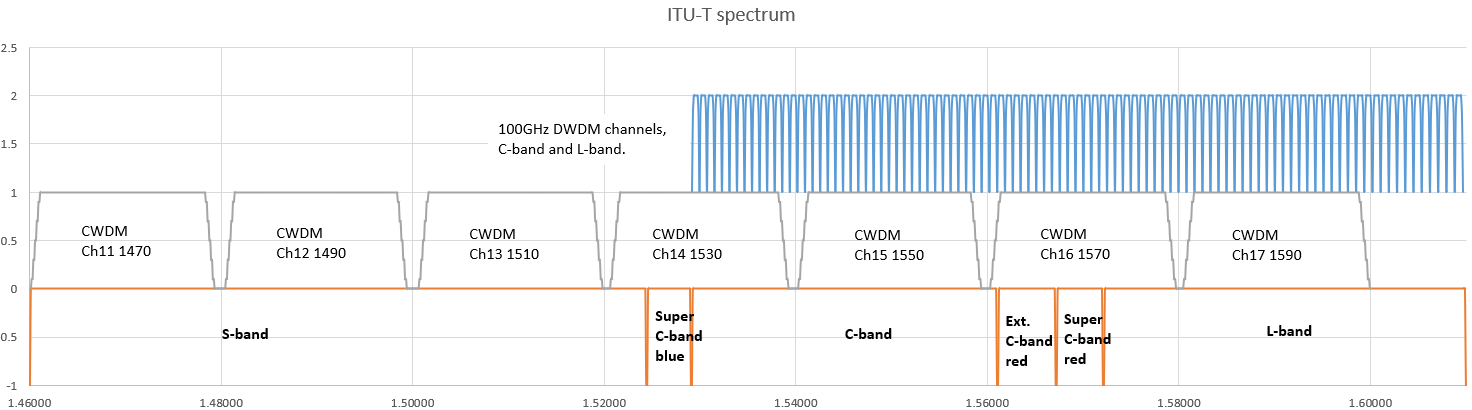 ITU-T spectrum
2.5
2
1.5
1
0.5
0
0.5
-1
100GHz DWDM channels,
C-band and L-band.
CWDM
Ch11 1470
CWDM
Ch12 1490
CWDM
Ch13 1510
CWDM
Ch14 1530
CWDM
Ch15 1550
CWDM
Ch16 1570
CWDM
Ch17 1590
S-band
Super
C-band
blue
C-band
Ext.
C-band
red
Super
C-band
red
L-band
1.46000
1.48000
1.50000
1.52000
1.54000
1.56000
1.58000
1.60000